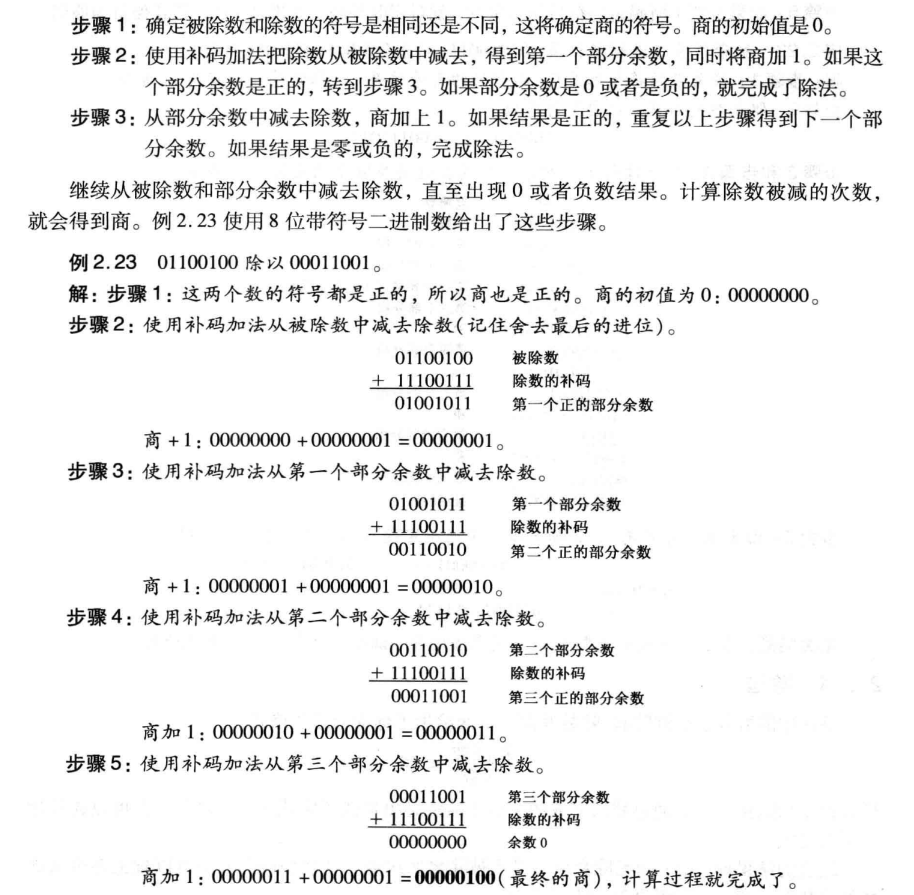 步骤1：确定被除数和除数的符号是相同还是不同，这将确定商的符号。商的初始值是0。
步骤2：使用补码加法把除数从被除数中减去，得到第一个部分余数，同时将商加1。如果这
个部分余数是正的，转到步骤3。如果部分余数是0或者是负的，就完成了除法。
步骤3：从部分余数中减去除数，商加上1。如果结果是正的，重复以上步骤得到下一个部
分余数。如果结果是零或负的，完成除法。
继续从被除数和部分余数中减去除数，直至出现0或者负数结果。计算除数被减的次数，
就会得到商。例2.23使用8位带符号二进制数给出了这些步骤。
例2.23 01100100除以00011001。
解：步骤1：这两个数的符号都是正的，所以商也是正的。商的初值为0：00000000。
步骤2：使用补码加法从被除数中减去除数(记住舍去最后的进位)。
01100100 被除数
+ 11100111 除数的补码
01001011 第一个正的部分余数
商+1：00000000+00000001=00000001。
步骤3：使用补码加法从第一个部分余数中减去除数。
01001011 第一个部分余数
+ 11100111 除数的补码
00110010 第二个正的部分余数
商+1：00000001+00000001=00000010。
步骤4：使用补码加法从第二个部分余数中减去除数。
00110010 第二个部分余数
+ 11100111 除数的补码
00011001 第三个正的部分余数
商加1：00000010+00000001=00000011。
步骤5：使用补码加法从第三个部分余数中减去除数。
00011001 第三个部分余数
+ 11100111 除数的补码
00000000 余数0
商加1：00000011+00000001=00000100(最终的商)，计算过程就完成了。